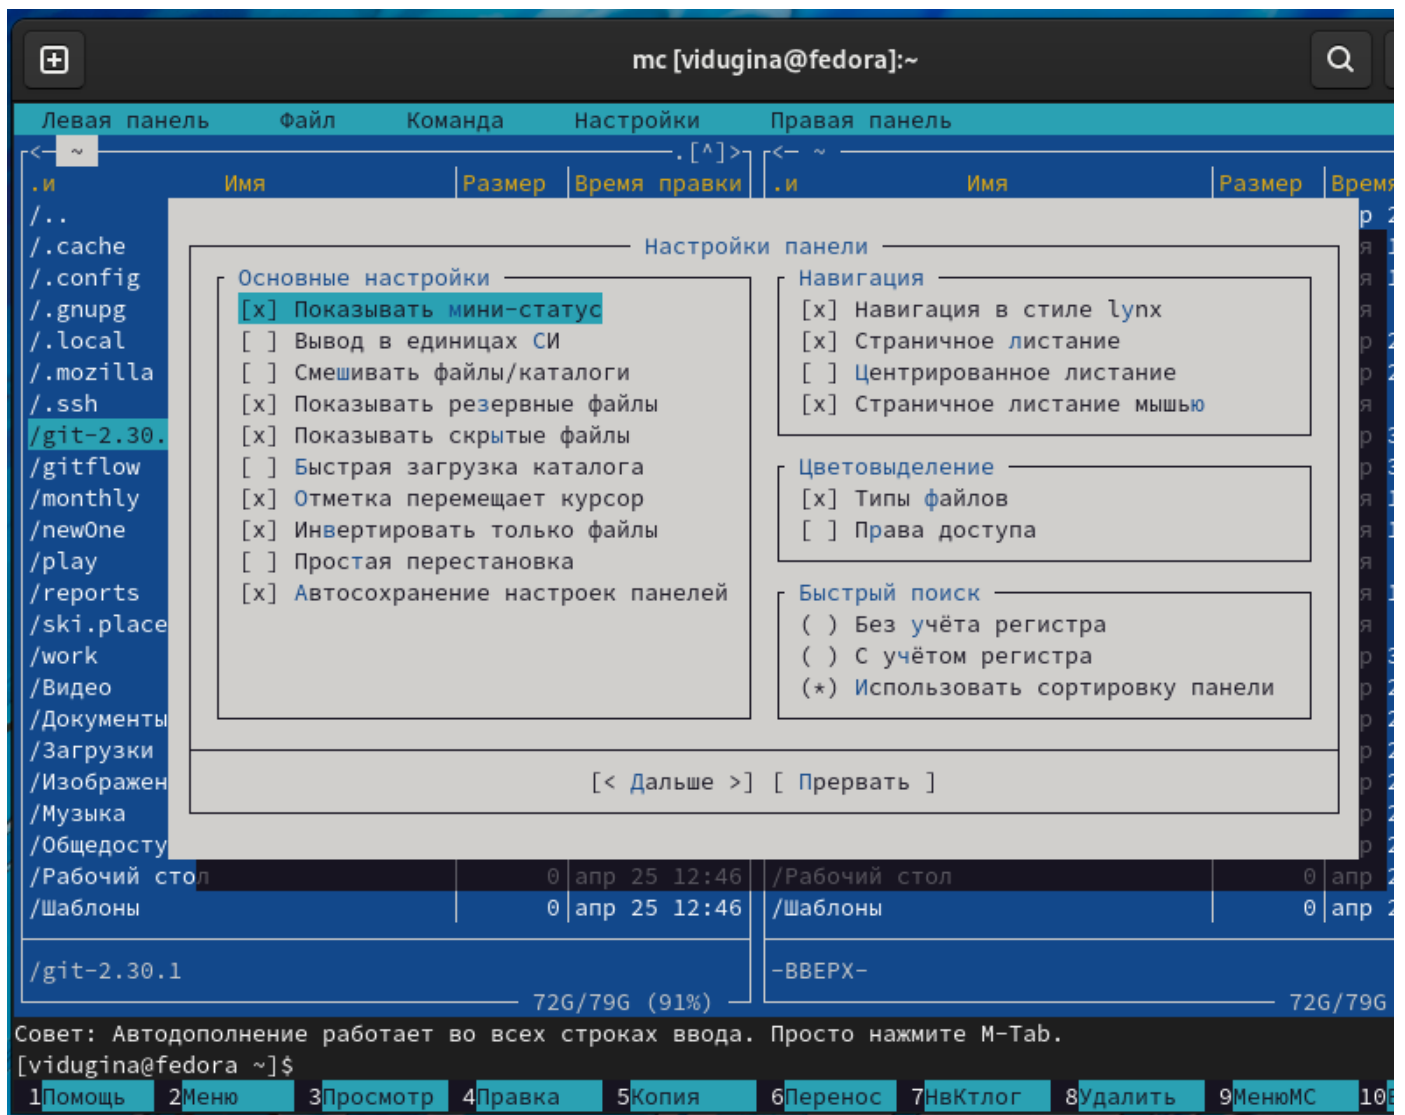 mc [vidugina@fedora]:~
Левая панель Файл Команда Настройки Правая панель
<- ~ .[^]> <- ~
.и Имя Размер Время правки .и Имя Размер Время
/..
/.cache
Настройки панели
/.config Основные настройки Навигация
/.gnupg [x] Показывать мини-статус [x] Навигация в стиле lynx
/.local [ ] Вывод в единицах СИ [x] Страничное листание
/.mozilla [ ] Смешивать файлы/каталоги [ ] Центрированное листание
/.ssh [x] Показывать резервные файлы [x] Страничное листание мышью
/git-2.30. [x] Показывать скрытые файлы
/gitflow [ ] Быстрая загрузка каталога Цветовыделение
/monthly [x] Отметка перемещает курсор [x] Типы файлов
/newOne [x] Инвертировать только файлы [ ] Права доступа
/play [ ] Простая перестановка
/reports [x] Автосохранение настроек панелей Быстрый поиск
/ski.place ( ) Без учёта регистра
/work ( ) С учётом регистра
/Видео (*) Использовать сортировку панели
/Документы
/Загрузки
/Изображен [< Дальше >] [ Прервать ]
/Музыка
/Общедосту
/Рабочий стол 0 апр 25 12:46 /Рабочий стол 0 апр 2
/Шаблоны 0 апр 25 12:46 /Шаблоны 0 апр 2
/git-2.30.1 -ВВЕРХ-
72G/79G (91%) 72G/79G
Совет: Автодополнение работает во всех строках ввода. Просто нажмите M-Tab.
[vidugina@fedora ~]$
1Помощь 2Меню 3Просмотр 4Правка 5Копия 6Перенос 7НвКтлог 8Удалить 9МенюМС 10